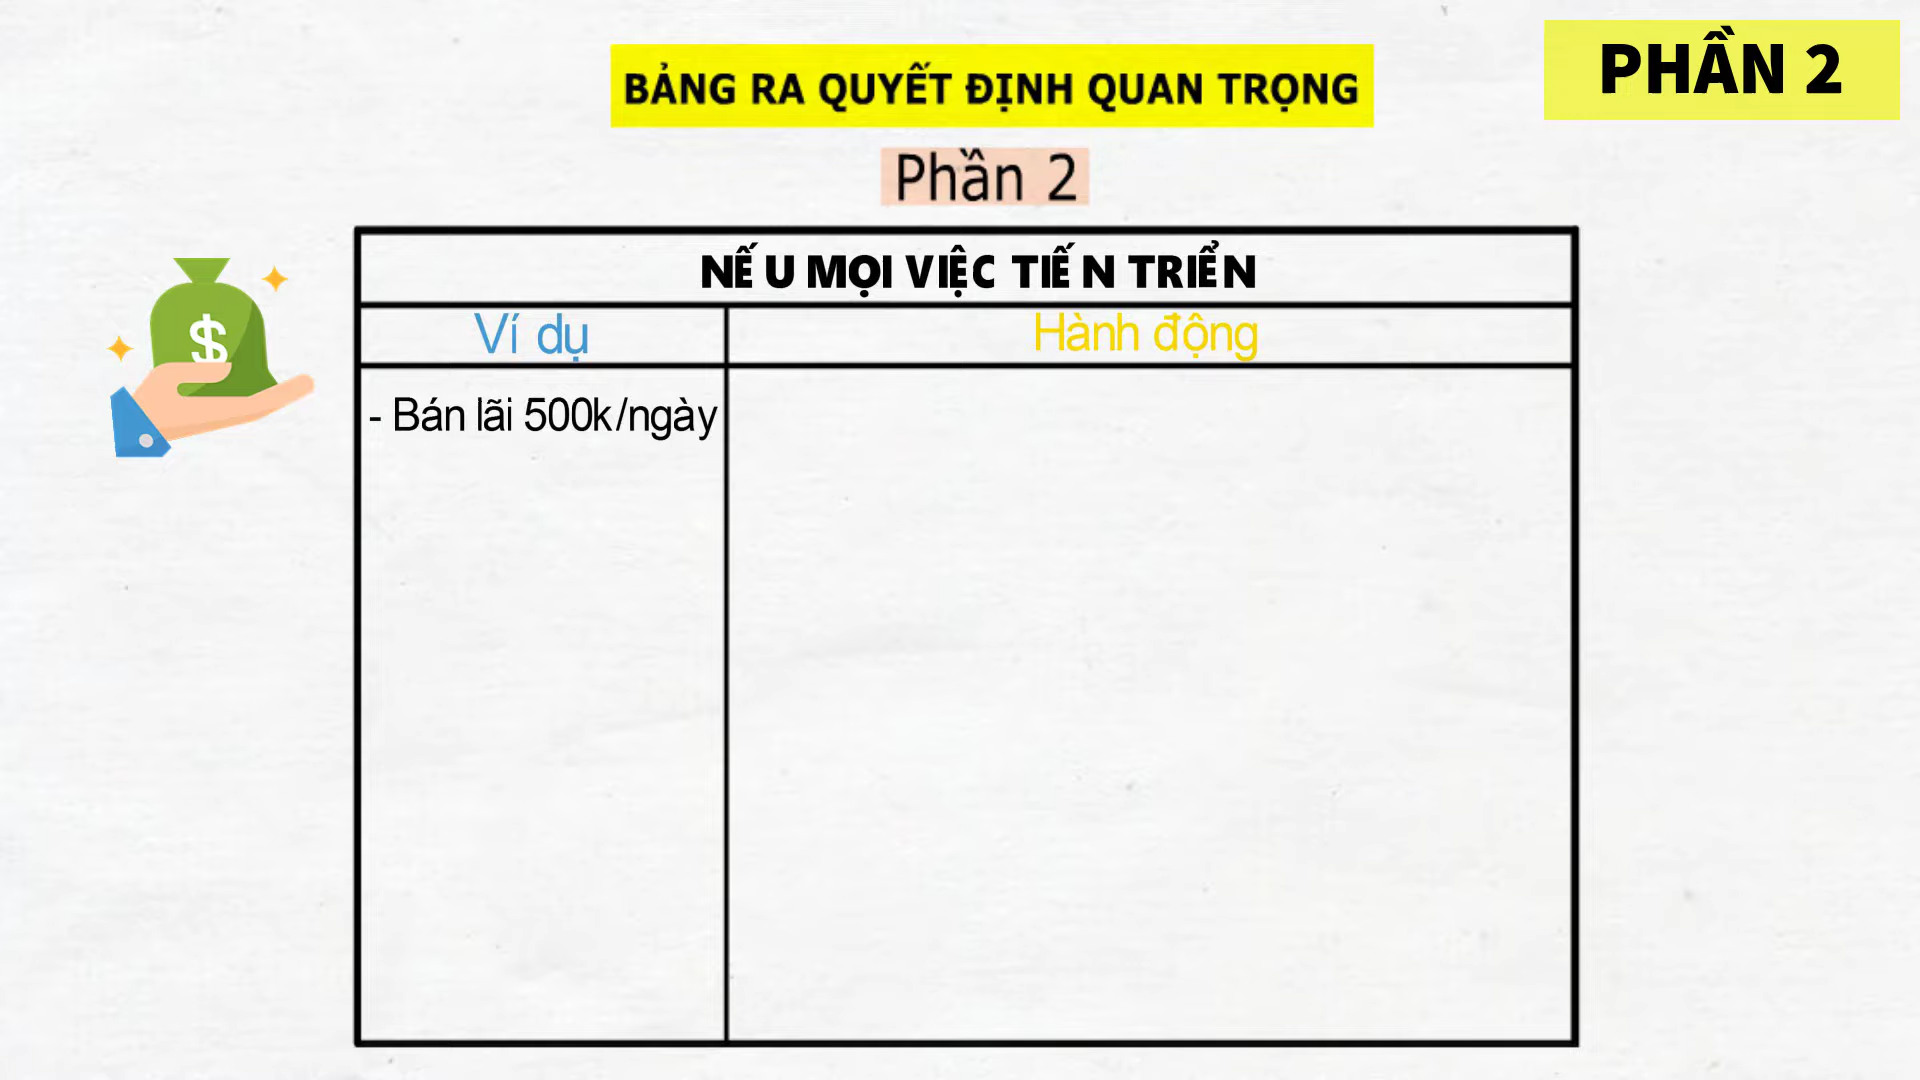 BẢNG RA QUYẾT ĐỊNH QUAN TRỌNG
PHẦN 2
Phần 2
NẾU MỌI VIỆC TIẾN TRIỂN
Ví dụ
Hành động
- Bán lãi 500k/ngày
$